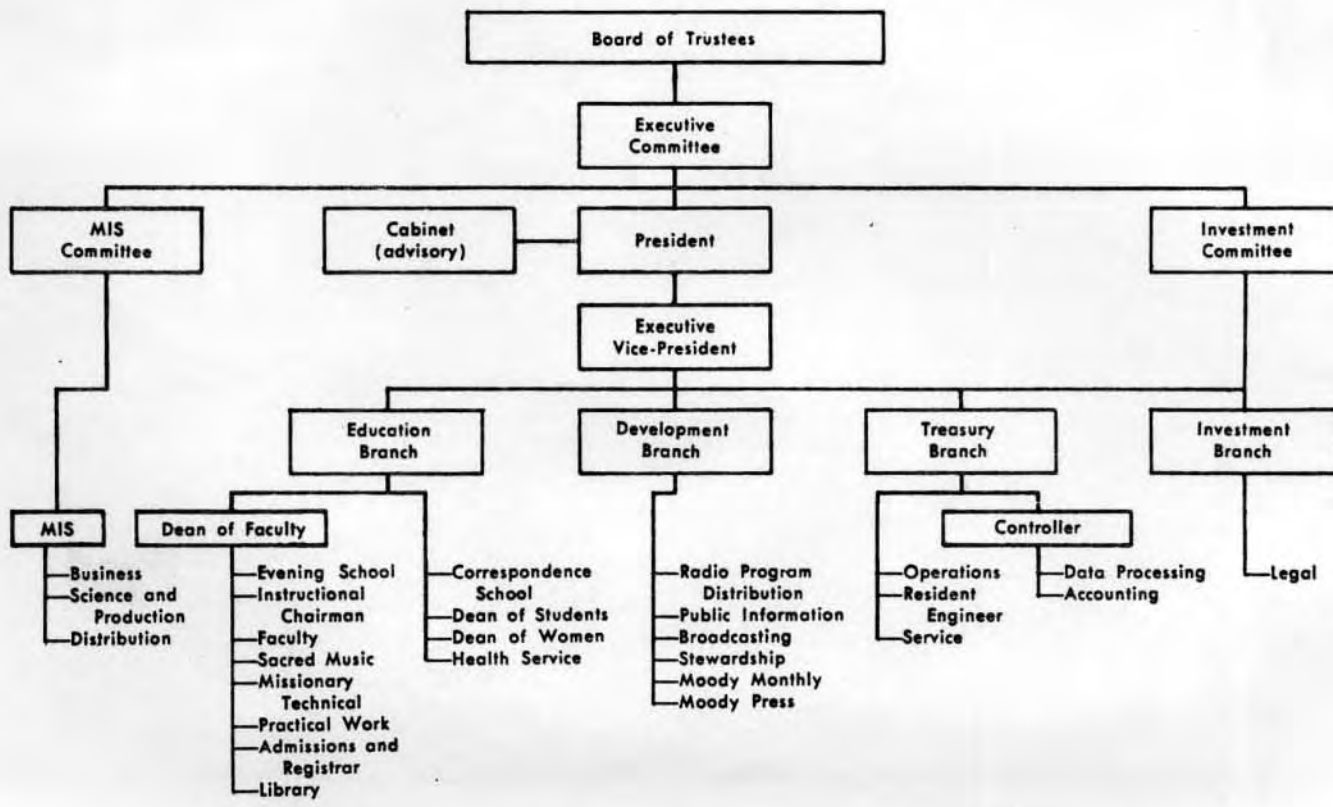 Board of Trustees
Executive
Committee
MIS
Committee
Cabinet
(advisory)
President
Investment
Committee
Executive
Vice-President
Education
Branch
Development
Branch
Treasury
Branch
Investment
Branch
MIS
Business
Science and
Production
Distribution
Dean of Faculty
Evening School
Instructional
Chairman
Faculty
Sacred Music
Missionary
Technical
Practical Work
Admissions and
Registrar
Library
Correspondence
School
Dean of Students
Dean of Women
Health Service
Radio Program
Distribution
Public Information
Broadcasting
Stewardship
Moody Monthly
Moody Press
Operations
Resident
Engineer
Service
Controller
Data Processing
Accounting
Legal